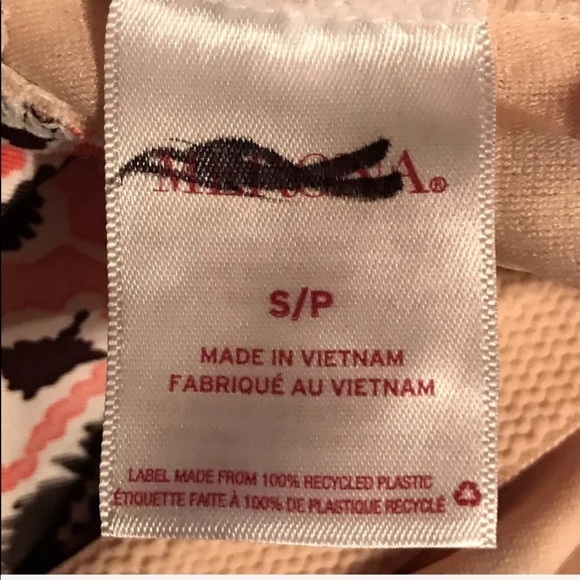 S/P
MADE IN VIETNAM
FABRIQUÉ AU VIETNAM
LABEL MADE FROM 100% RECYCLED PLASTIC
ÉTIQUETTE FAITE À 100% DE PLASTIQUE RECYCLÉ